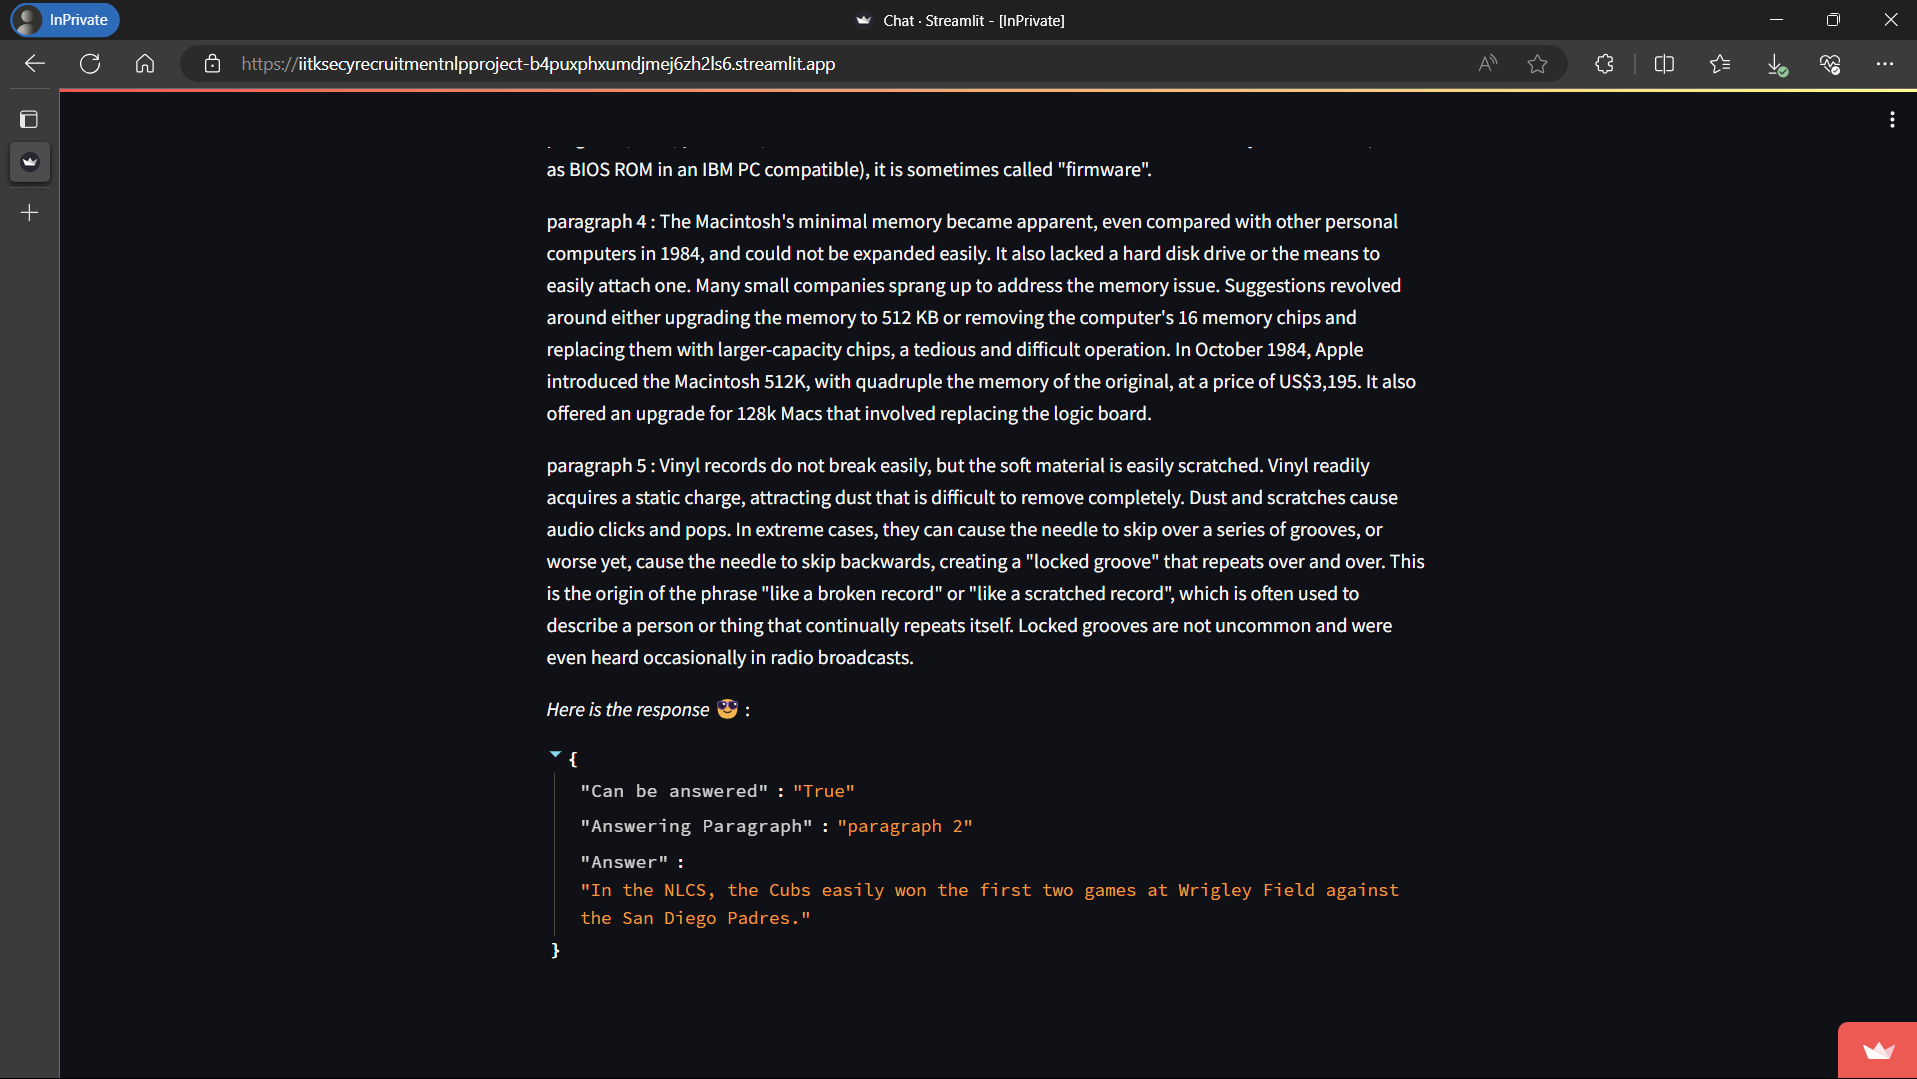 InPrivate
Chat · Streamlit - [InPrivate]
https://iitksecyrecruitmentnlpproject-b4puxphxumdjmej6zh2ls6.streamlit.app
as BIOS ROM in an IBM PC compatible), it is sometimes called "firmware".
paragraph 4 : The Macintosh's minimal memory became apparent, even compared with other personal
computers in 1984, and could not be expanded easily. It also lacked a hard disk drive or the means to
easily attach one. Many small companies sprang up to address the memory issue. Suggestions revolved
around either upgrading the memory to 512 KB or removing the computer's 16 memory chips and
replacing them with larger-capacity chips, a tedious and difficult operation. In October 1984, Apple
introduced the Macintosh 512K, with quadruple the memory of the original, at a price of US$3,195. It also
offered an upgrade for 128k Macs that involved replacing the logic board.
paragraph 5 : Vinyl records do not break easily, but the soft material is easily scratched. Vinyl readily
acquires a static charge, attracting dust that is difficult to remove completely. Dust and scratches cause
audio clicks and pops. In extreme cases, they can cause the needle to skip over a series of grooves, or
worse yet, cause the needle to skip backwards, creating a "locked groove" that repeats over and over. This
is the origin of the phrase "like a broken record" or "like a scratched record", which is often used to
describe a person or thing that continually repeats itself. Locked grooves are not uncommon and were
even heard occasionally in radio broadcasts.
Here is the response 😎 :
{
"Can be answered" : "True"
"Answering Paragraph" : "paragraph 2"
"Answer" :
"In the NLCS, the Cubs easily won the first two games at Wrigley Field against
the San Diego Padres."
}